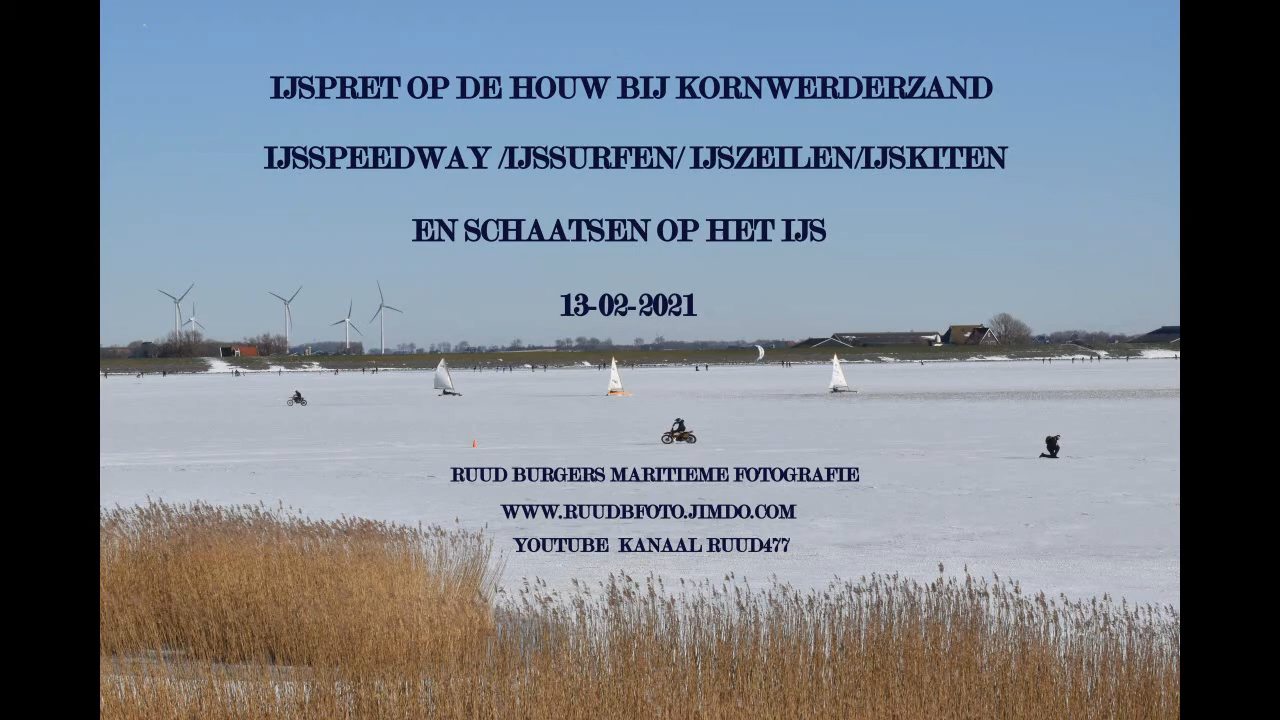 IJSPRET OP DE HOUW BIJ KORNWERDERZAND
IJSSPEEDWAY /IJSSURFEN/ IJSZEILEN/IJSKITEN
EN SCHAATSEN OP HET IJS
13-02-2021
RUUD BURGERS MARITIEME FOTOGRAFIE
WWW.RUUDBFOTO.JIMDO.COM
YOUTUBE KANAAL RUUD477